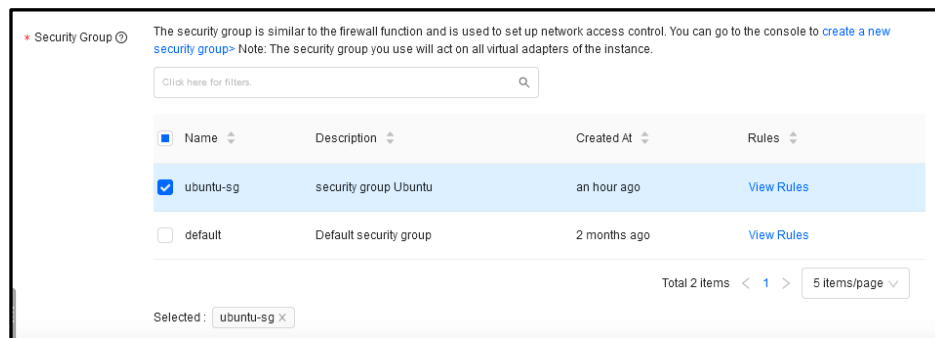 * Security Group
The security group is similar to the firewall function and is used to set up network access control. You can go to the console to create a new
security group> Note: The security group you use will act on all virtual adapters of the instance.
Click here for filters.
Name Description Created At Rules
ubuntu-sg security group Ubuntu an hour ago View Rules
default Default security group 2 months ago View Rules
Total 2 items < 1 > 5 items/page
Selected : ubuntu-sg ×